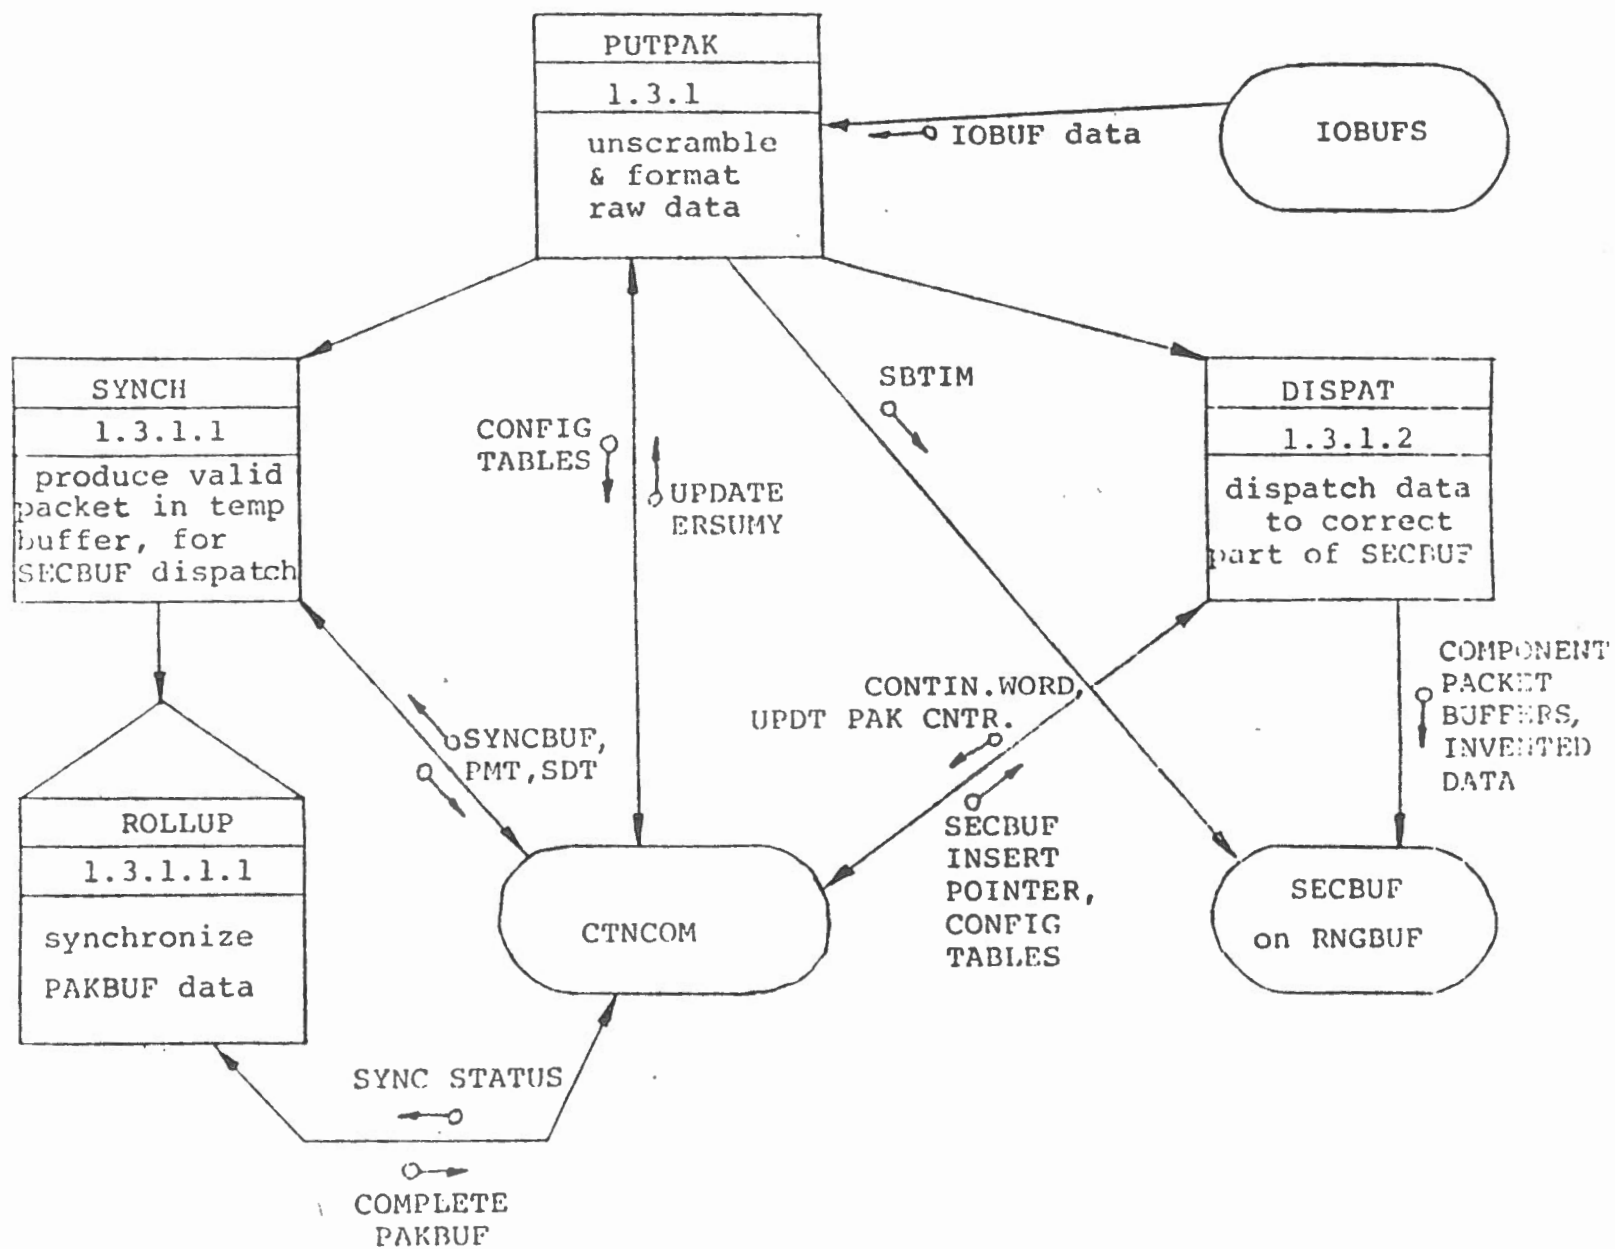 PUTPAK
1.3.1
unscramble
& format
raw data
IOBUF data
IOBUFS
SYNCH
1.3.1.1
produce valid
packet in temp
buffer, for
SECBUF dispatch
CONFIG
TABLES
UPDATE
ERSUMY
SBTIM
DISPAT
1.3.1.2
dispatch data
to correct
part of SECBUF
SYNCBUF,
PMT,SDT
CONTIN.WORD,
UPDT PAK CNTR.
SECBUF
INSERT
POINTER,
CONFIG
TABLES
COMPONENT
PACKET
BUFFERS,
INVENTED
DATA
ROLLUP
1.3.1.1.1
synchronize
PAKBUF data
CTNCOM
SECBUF
on RNGBUF
SYNC STATUS
COMPLETE
PAKBUF